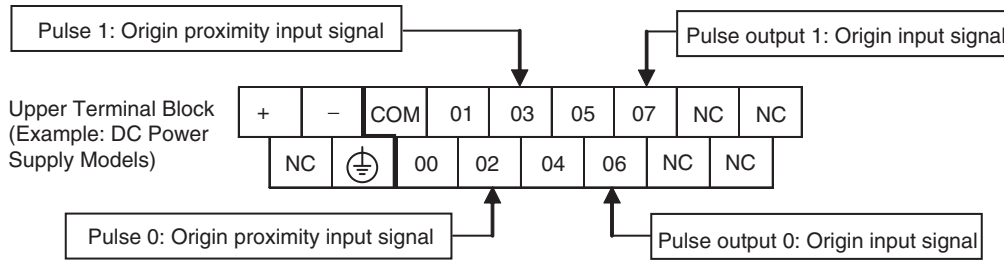 Pulse 1: Origin proximity input signal
Pulse output 1: Origin input signal
Upper Terminal Block
(Example: DC Power
Supply Models)
+ − COM 01 03 05 07 NC NC
NC 00 02 04 06 NC NC
Pulse 0: Origin proximity input signal
Pulse output 0: Origin input signal